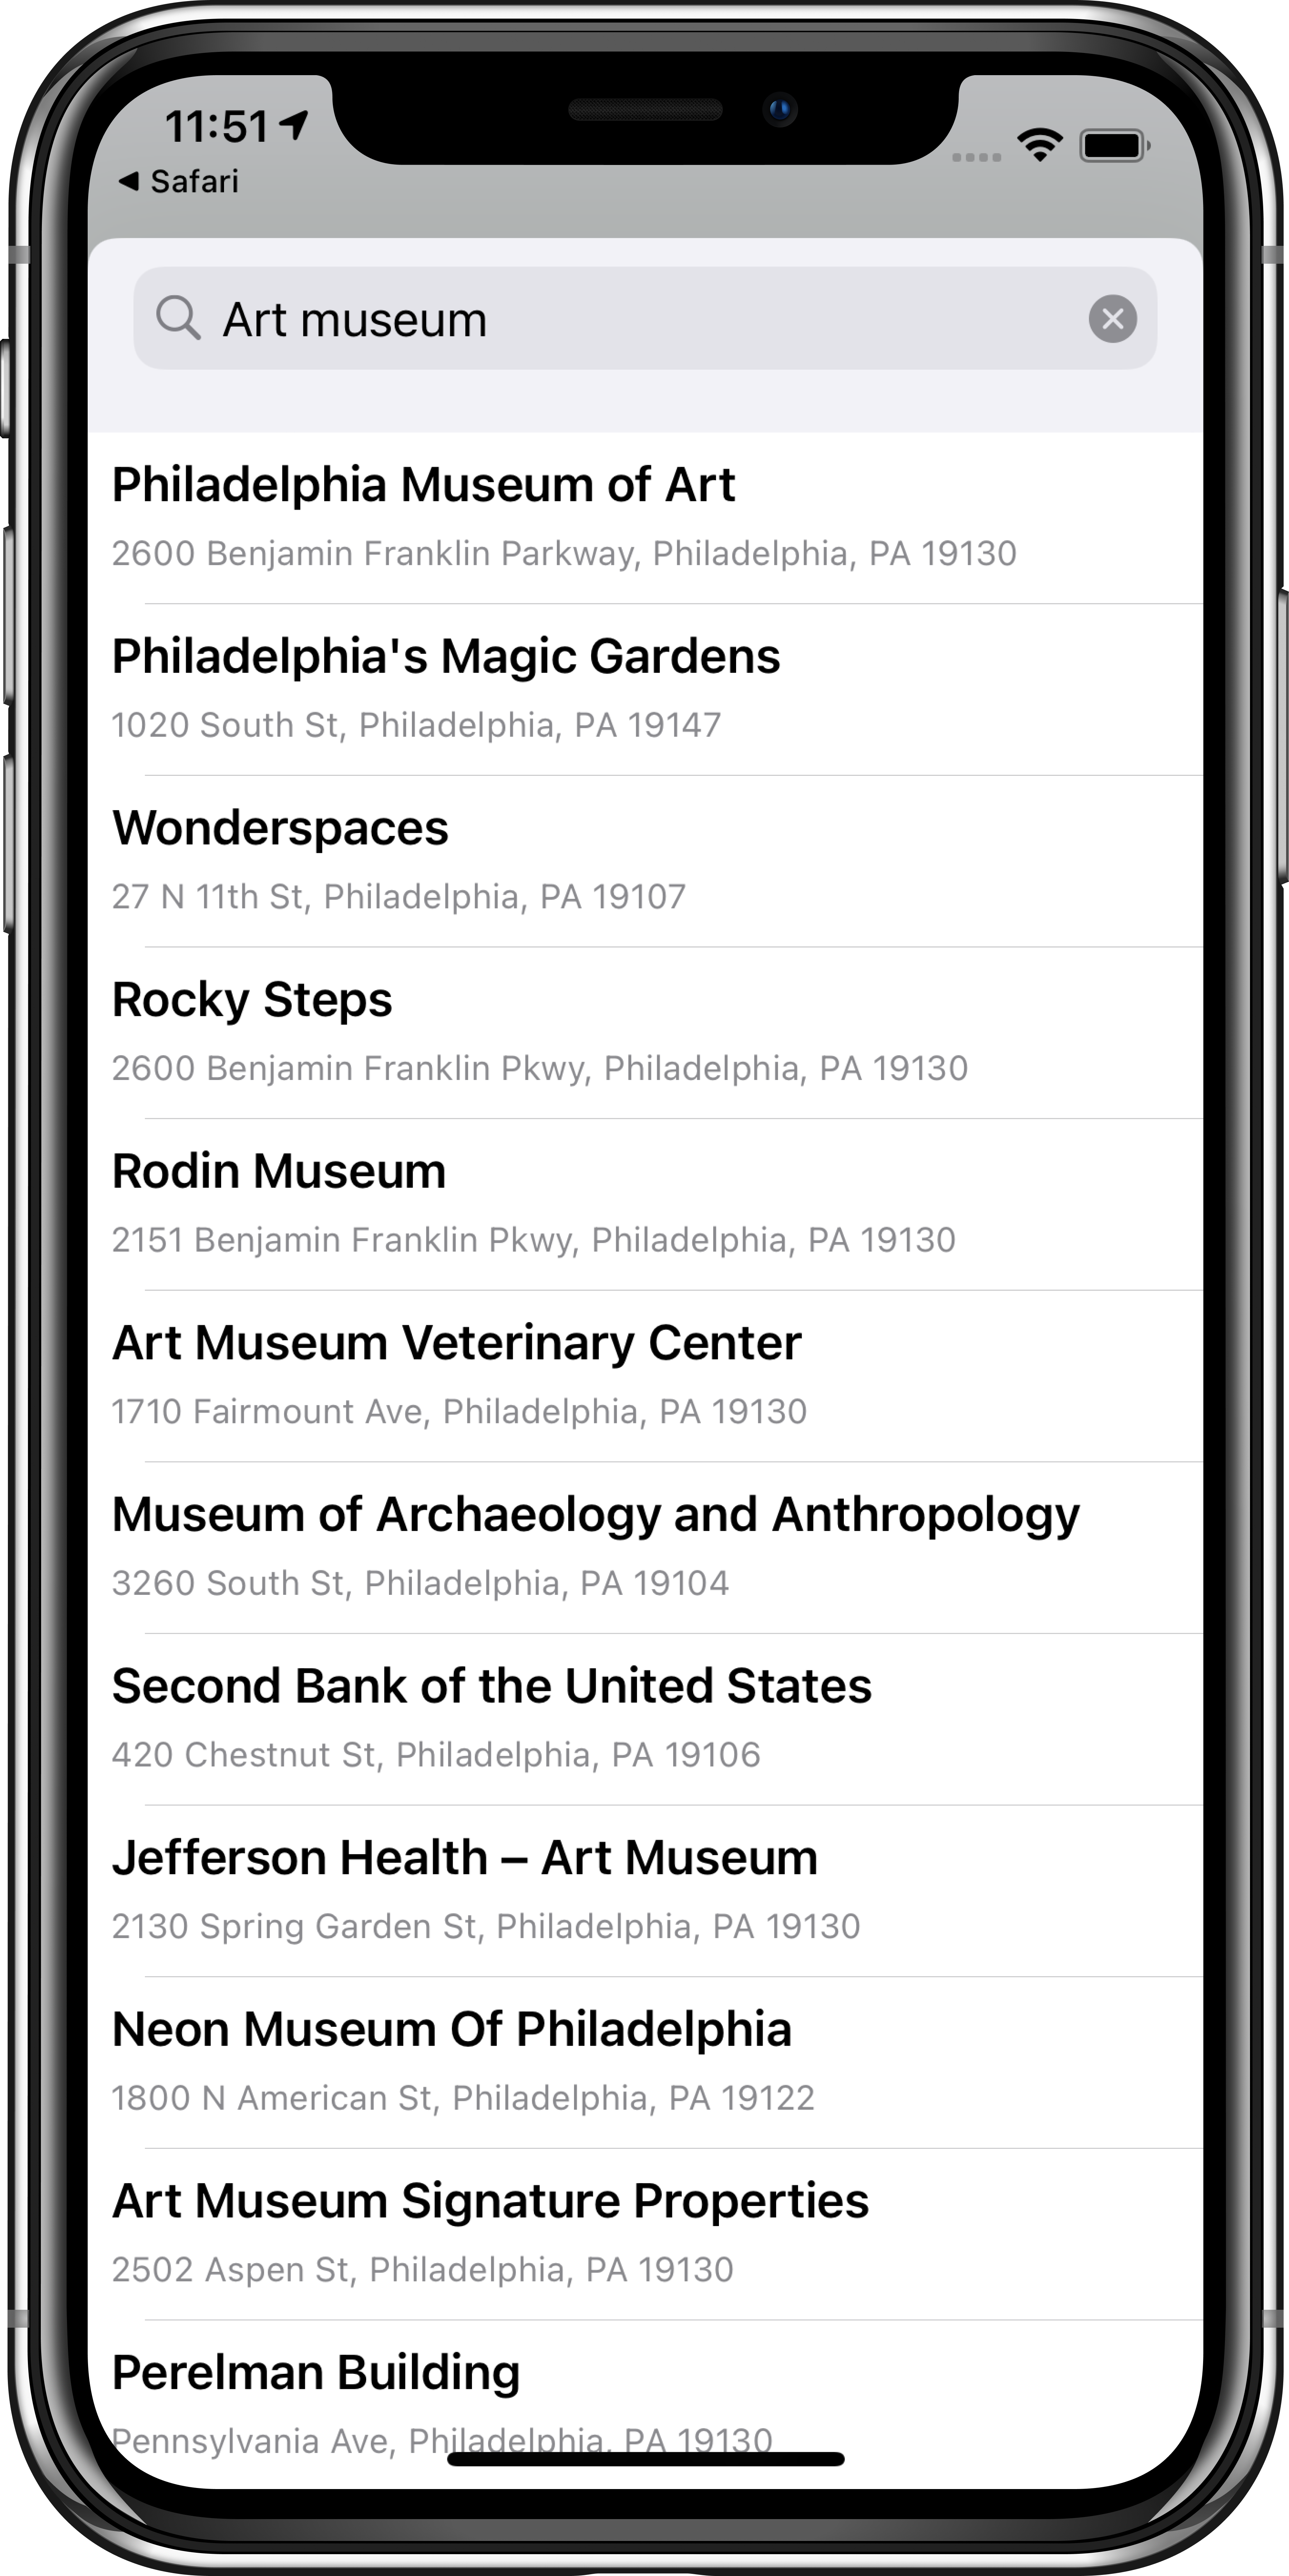 11:51
Safari
Art museum
Philadelphia Museum of Art
2600 Benjamin Franklin Parkway, Philadelphia, PA 19130
Philadelphia's Magic Gardens
1020 South St, Philadelphia, PA 19147
Wonderspaces
27 N 11th St, Philadelphia, PA 19107
Rocky Steps
2600 Benjamin Franklin Pkwy, Philadelphia, PA 19130
Rodin Museum
2151 Benjamin Franklin Pkwy, Philadelphia, PA 19130
Art Museum Veterinary Center
1710 Fairmount Ave, Philadelphia, PA 19130
Museum of Archaeology and Anthropology
3260 South St, Philadelphia, PA 19104
Second Bank of the United States
420 Chestnut St, Philadelphia, PA 19106
Jefferson Health – Art Museum
2130 Spring Garden St, Philadelphia, PA 19130
Neon Museum Of Philadelphia
1800 N American St, Philadelphia, PA 19122
Art Museum Signature Properties
2502 Aspen St, Philadelphia, PA 19130
Perelman Building
Pennsylvania Ave, Philadelphia, PA 19130